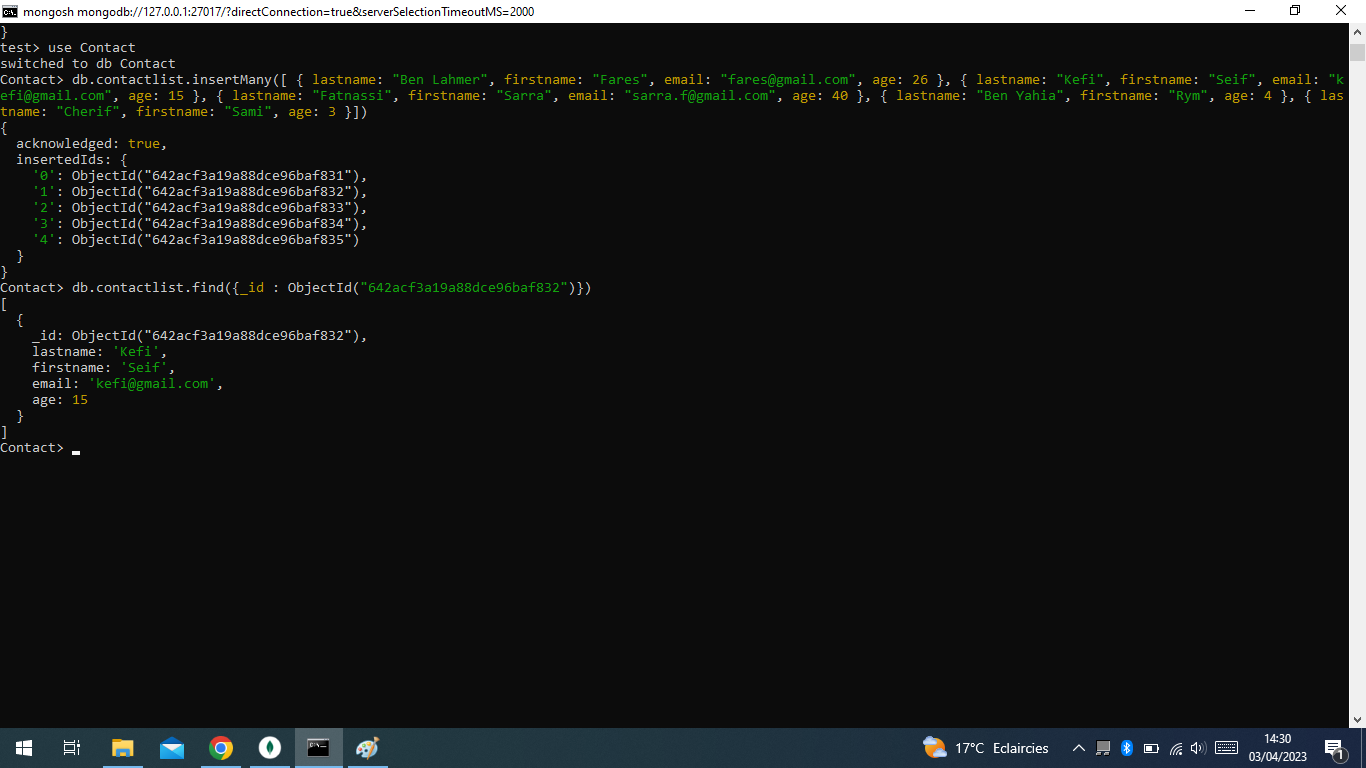 mongosh mongodb://127.0.0.1:27017/?directConnection=true&serverSelectionTimeoutMS=2000
}
test> use Contact
switched to db Contact
Contact> db.contactlist.insertMany([ { lastname: "Ben Lahmer", firstname: "Fares", email: "fares@gmail.com", age: 26 }, { lastname: "Kefi", firstname: "Seif", email: "k
efi@gmail.com", age: 15 }, { lastname: "Fatnassi", firstname: "Sarra", email: "sarra.f@gmail.com", age: 40 }, { lastname: "Ben Yahia", firstname: "Rym", age: 4 }, { las
tname: "Cherif", firstname: "Sami", age: 3 }])
{
  acknowledged: true,
  insertedIds: {
    '0': ObjectId("642acf3a19a88dce96baf831"),
    '1': ObjectId("642acf3a19a88dce96baf832"),
    '2': ObjectId("642acf3a19a88dce96baf833"),
    '3': ObjectId("642acf3a19a88dce96baf834"),
    '4': ObjectId("642acf3a19a88dce96baf835")
  }
}
Contact> db.contactlist.find({_id : ObjectId("642acf3a19a88dce96baf832")})
[
  {
    _id: ObjectId("642acf3a19a88dce96baf832"),
    lastname: 'Kefi',
    firstname: 'Seif',
    email: 'kefi@gmail.com',
    age: 15
  }
]
Contact>
17°C Eclaircies
14:30
03/04/2023
1